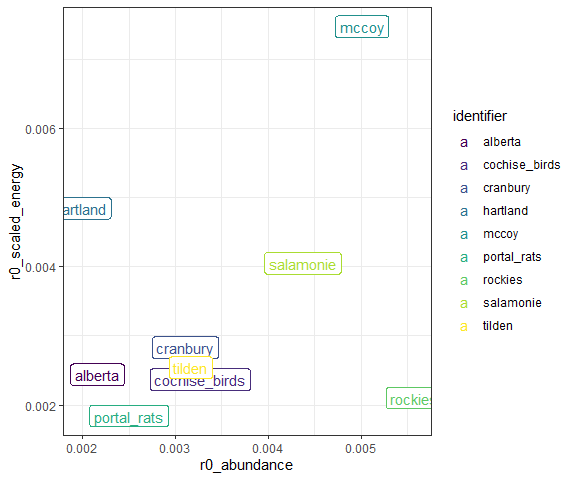 mccoy
artland
salamonie
cranbury
tilden
alberta
cochise_birds
rockies
portal_rats
0.006
0.004
0.002
r0_scaled_energy
0.002
0.003
0.004
0.005
r0_abundance
identifier
a alberta
a cochise_birds
a cranbury
a hartland
a mccoy
a portal_rats
a rockies
a salamonie
a tilden